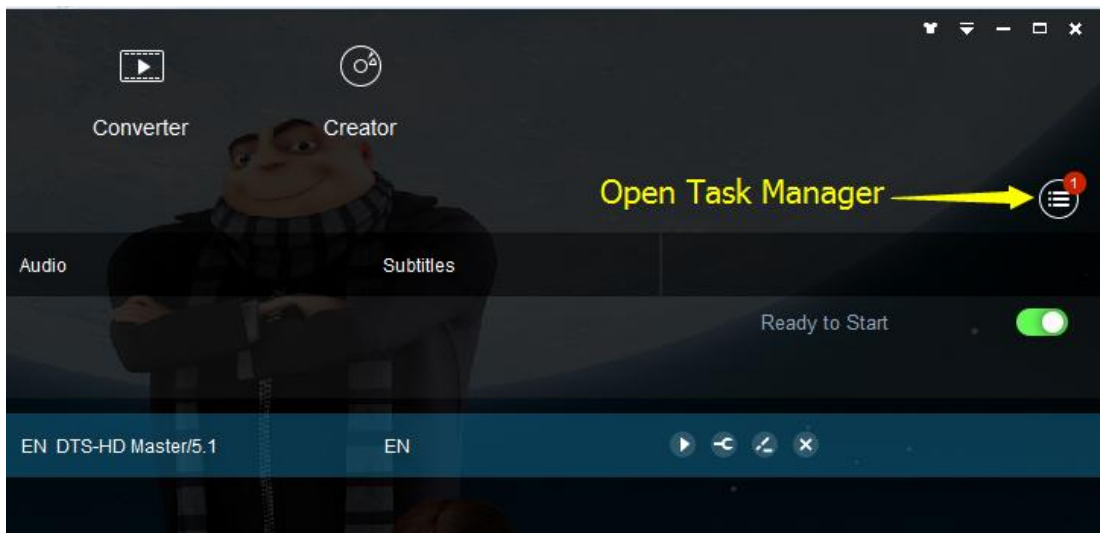 Converter
Creator
Open Task Manager
1
Audio
Subtitles
Ready to Start
EN DTS-HD Master/5.1
EN